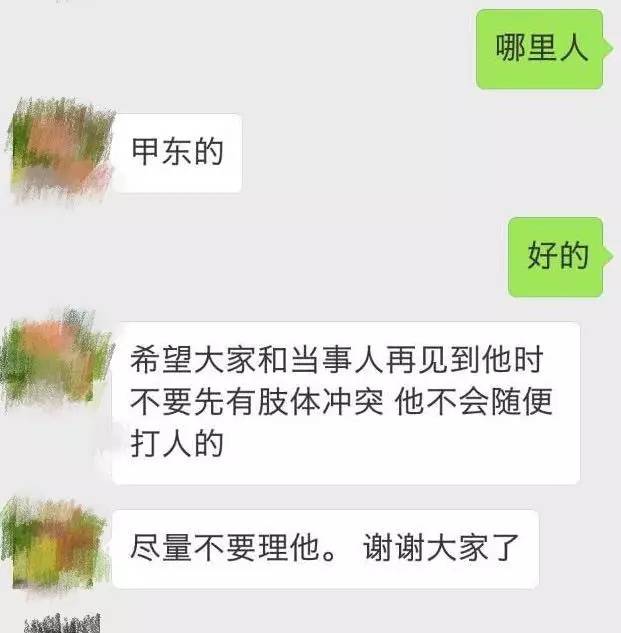 哪里人
甲东的
好的
希望大家和当事人再见到他时
不要先有肢体冲突 他不会随便
打人的
尽量不要理他。 谢谢大家了